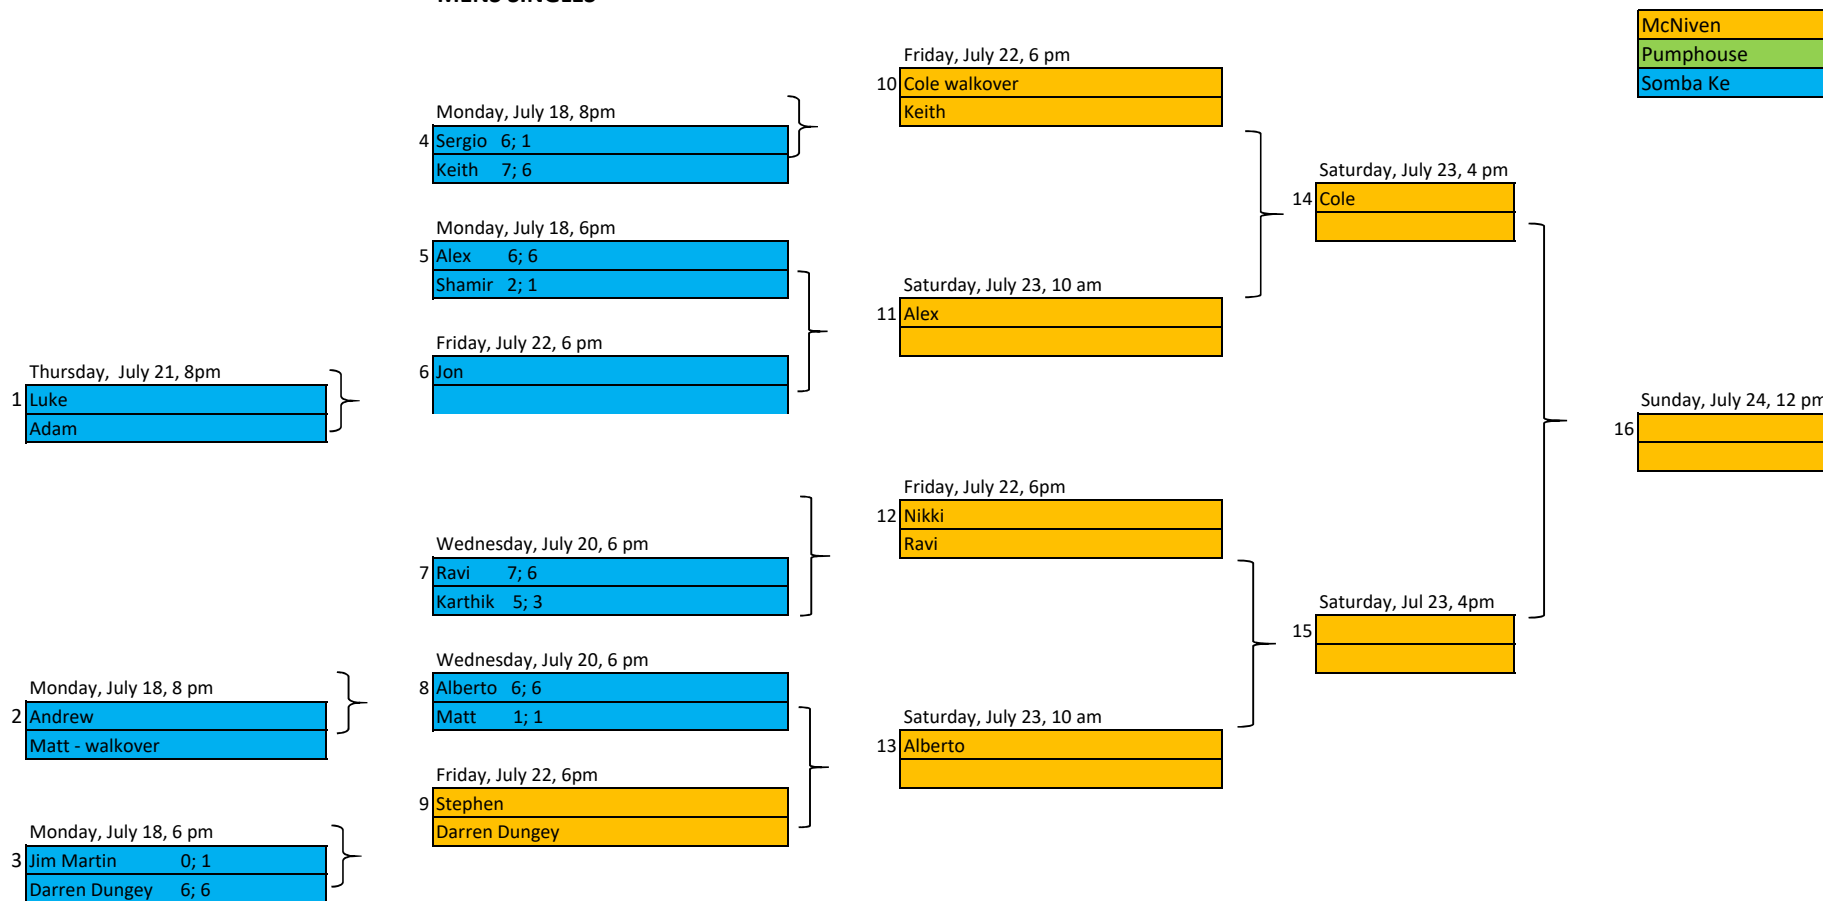 MENS SINGLES
McNiven
Pumphouse
Somba Ke
Thursday,  July 21, 8pm
1 Luke
Adam
Monday, July 18, 8 pm
2 Andrew
Matt - walkover
Monday, July 18, 6 pm
3 Jim Martin 0; 1
Darren Dungey 6; 6
Monday, July 18, 8pm
4 Sergio 6; 1
Keith 7; 6
Monday, July 18, 6pm
5 Alex 6; 6
Shamir 2; 1
Friday, July 22, 6 pm
6 Jon
Wednesday, July 20, 6 pm
7 Ravi 7; 6
Karthik 5; 3
Wednesday, July 20, 6 pm
8 Alberto 6; 6
Matt 1; 1
Friday, July 22, 6pm
9 Stephen
Darren Dungey
Friday, July 22, 6 pm
10 Cole walkover
Keith
Saturday, July 23, 10 am
11 Alex
Friday, July 22, 6pm
12 Nikki
Ravi
Saturday, July 23, 10 am
13 Alberto
Saturday, July 23, 4 pm
14 Cole
Saturday, Jul 23, 4pm
15
Sunday, July 24, 12 pm
16